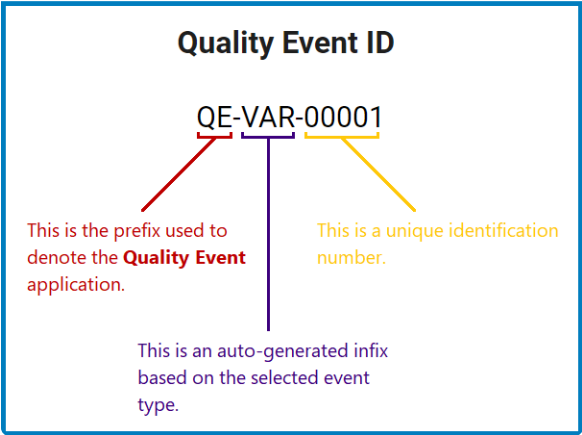 Quality Event ID
QE-VAR-00001
This is the prefix used to
denote the Quality Event
application.
This is a unique identification
number.
This is an auto-generated infix
based on the selected event
type.